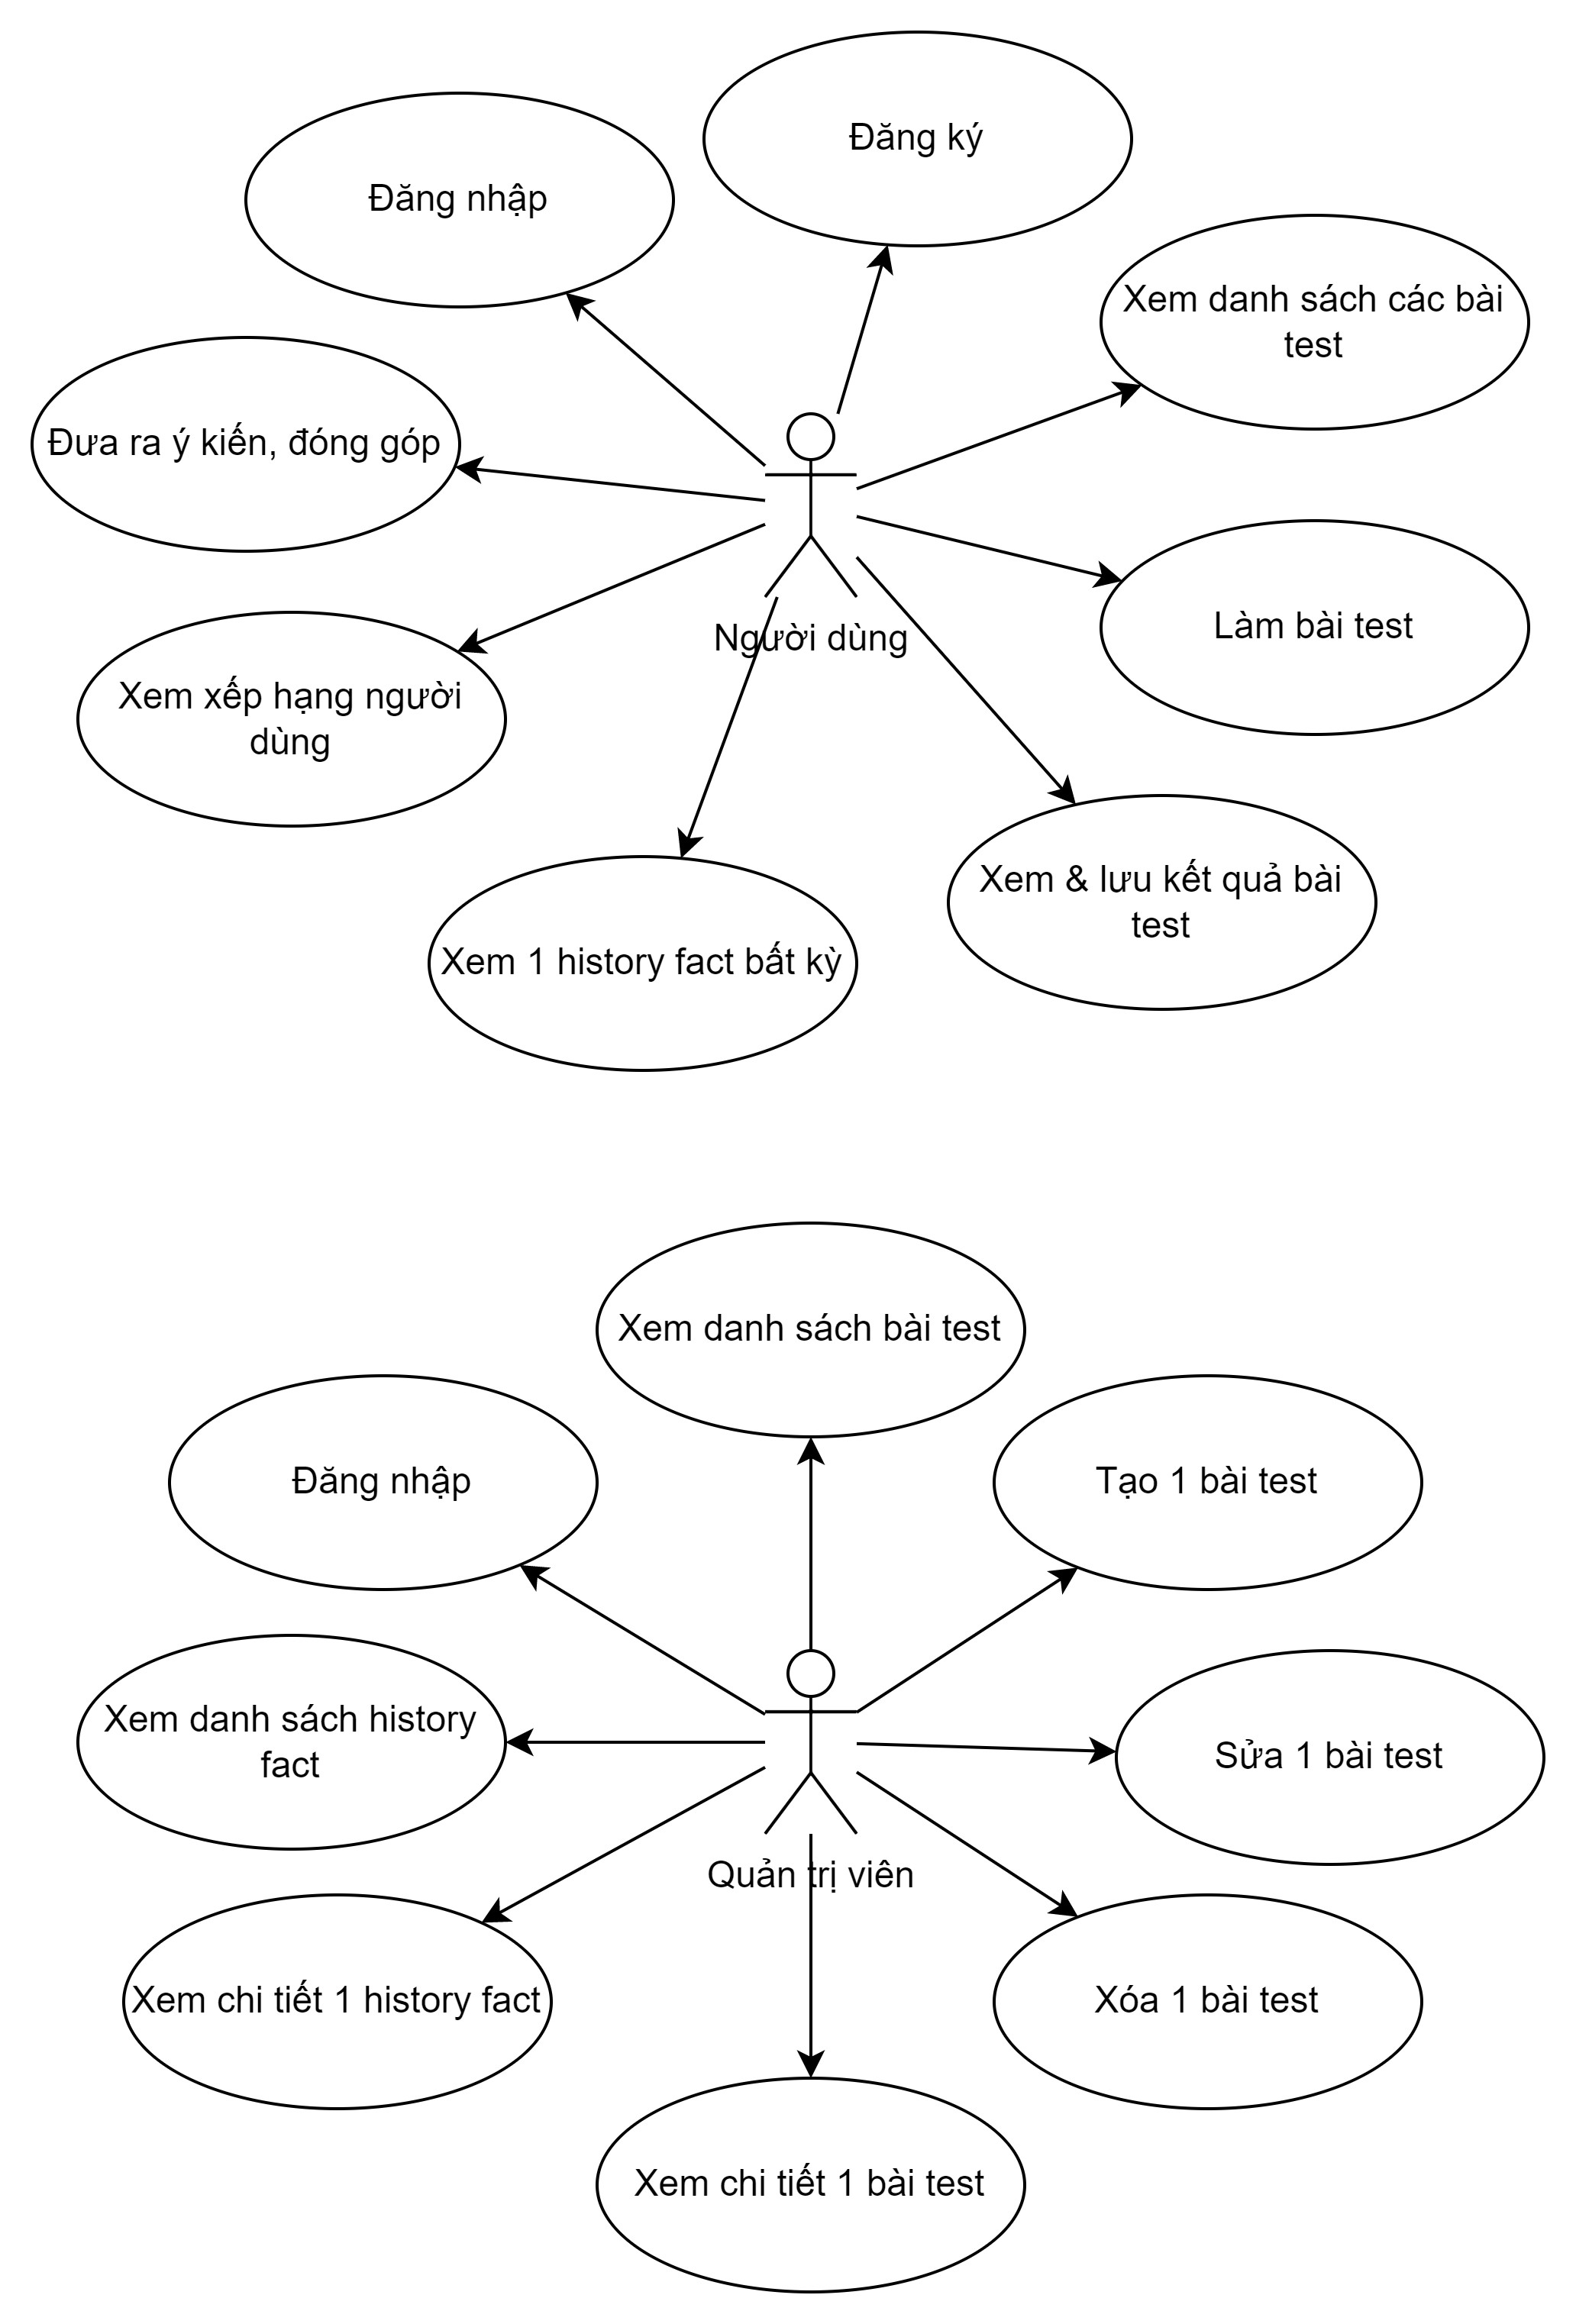 Đăng ký
Đăng nhập
Xem danh sách các bài
test
Đưa ra ý kiến, đóng góp
Làm bài test
Người dùng
Xem xếp hạng người
dùng
Xem & lưu kết quả bài
test
Xem 1 history fact bất kỳ
Xem danh sách bài test
Đăng nhập
Tạo 1 bài test
Xem danh sách history
fact
Sửa 1 bài test
Quản trị viên
Xem chi tiết 1 history fact
Xóa 1 bài test
Xem chi tiết 1 bài test